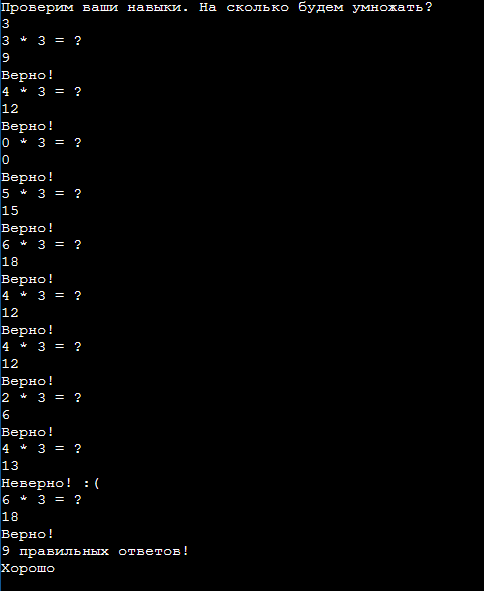 Проверим ваши навыки. На сколько будем умножать?
3
3 * 3 = ?
9
Верно!
4 * 3 = ?
12
Верно!
0 * 3 = ?
0
Верно!
5 * 3 = ?
15
Верно!
6 * 3 = ?
18
Верно!
4 * 3 = ?
12
Верно!
4 * 3 = ?
12
Верно!
2 * 3 = ?
6
Верно!
4 * 3 = ?
13
Неверно! :(
6 * 3 = ?
18
Верно!
9 правильных ответов!
Хорошо